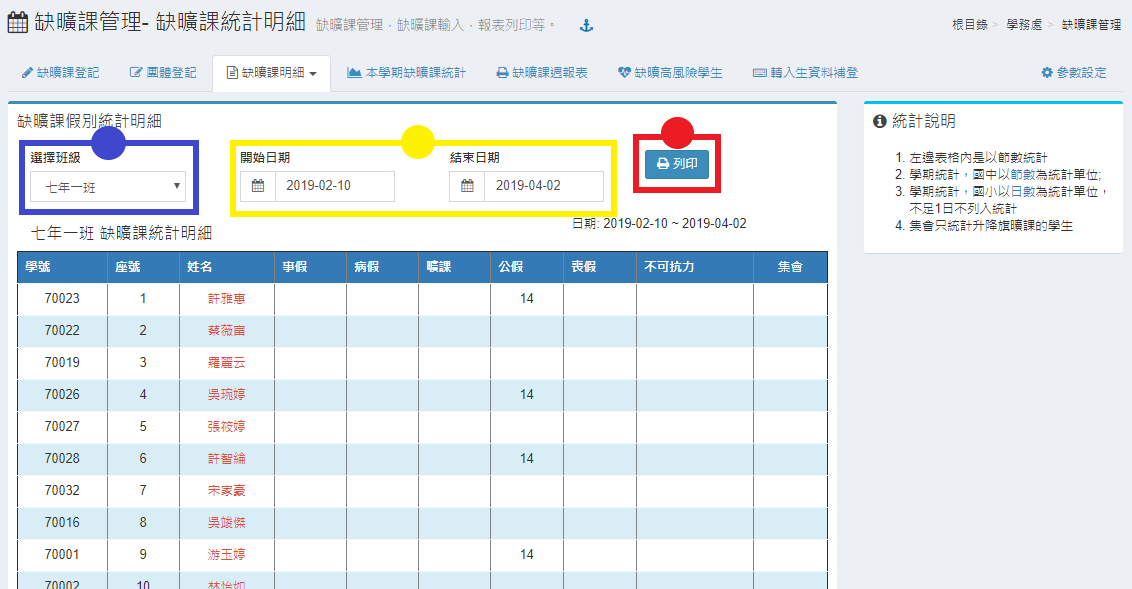 缺曠課管理- 缺曠課統計明細 缺曠課管理．缺曠課輸入．報表列印等。
根目錄 > 學務處 > 缺曠課管理
缺曠課登記 團體登記 缺曠課明細 本學期缺曠課統計 缺曠課週報表 缺曠高風險學生 轉入生資料補登 參數設定
缺曠課假別統計明細
選擇班級 開始日期 結束日期
七年一班 2019-02-10 2019-04-02 列印
日期: 2019-02-10 ~ 2019-04-02
七年一班 缺曠課統計明細
學號 座號 姓名 事假 病假 曠課 公假 喪假 不可抗力 集會
70023 1 許雅惠 14
70022 2 蔡薇
70019 3 羅麗云
70026 4 吳琬婷 14
70027 5 張筱婷
70028 6 許智綸 14
70032 7 宋家豪
70016 8 吳竣傑
70001 9 游玉婷 14
70002 10 林怡如
統計說明
1. 左邊表格內是以節數統計
2. 學期統計，國中以節數為統計單位;
3. 學期統計，國小以日數為統計單位，
不足1日不列入統計
4. 集會只統計升降旗曠課的學生